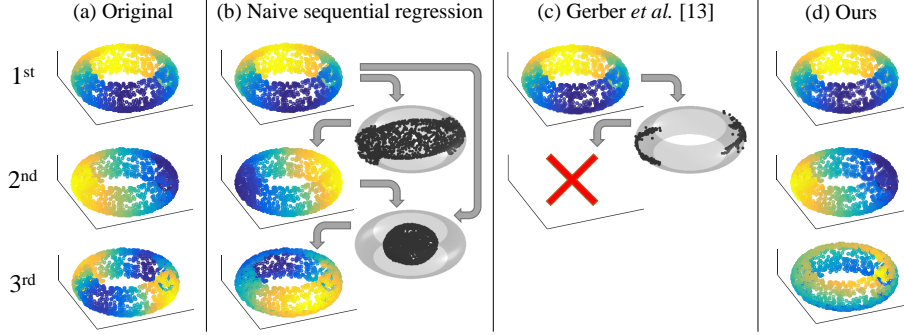 (a) Original
(b) Naive sequential regression
(c) Gerber et al. [13]
(d) Ours
1st
2nd
3rd